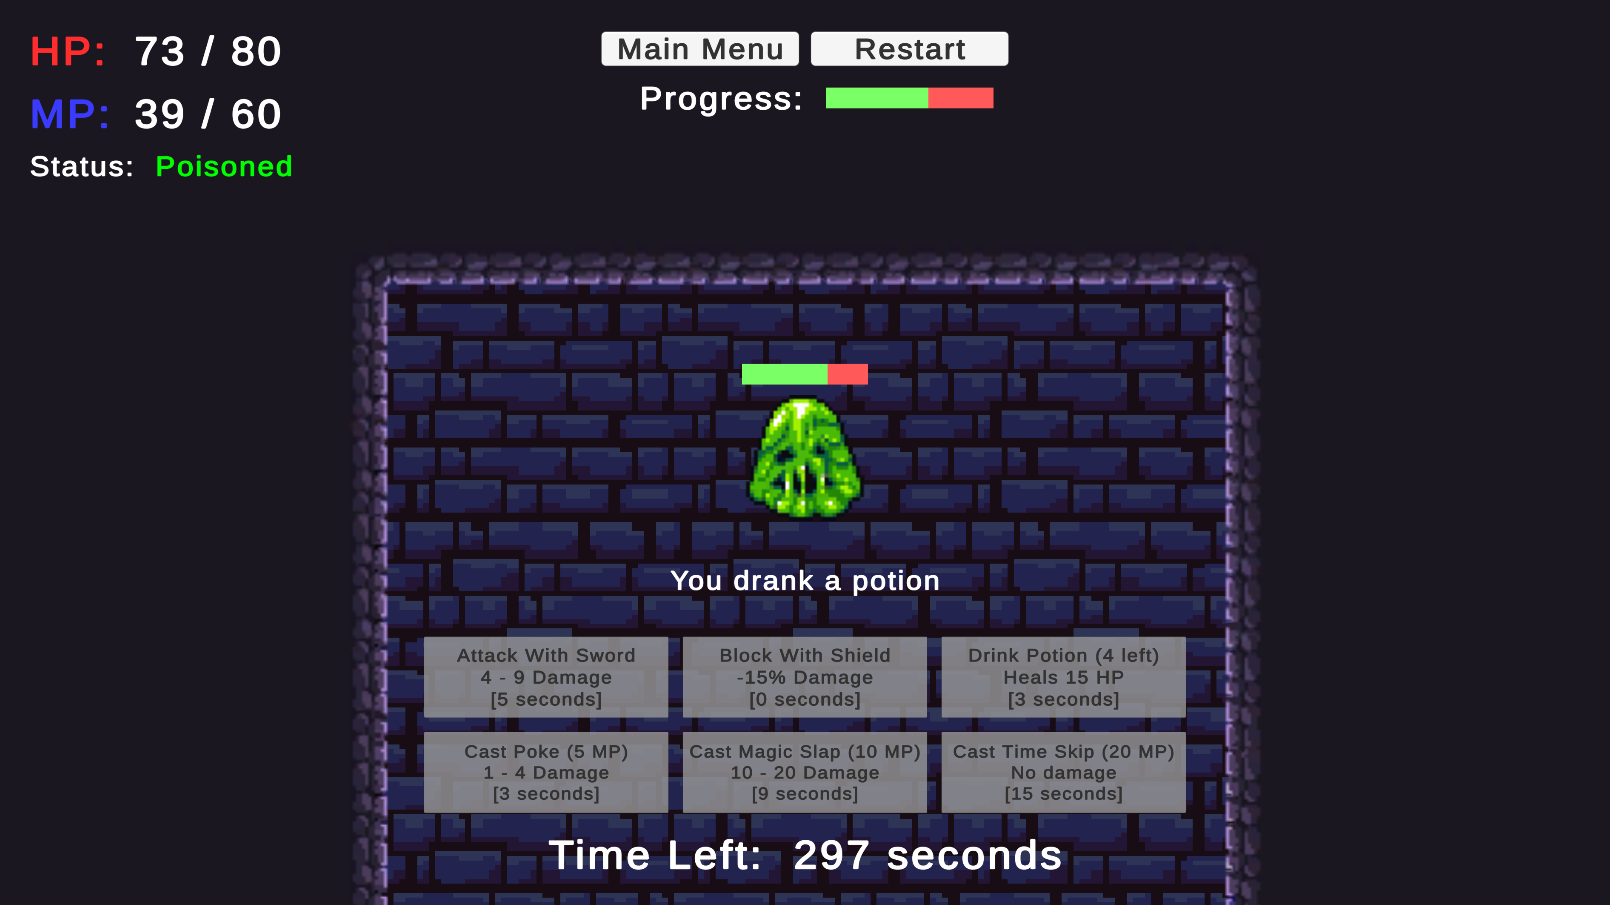 HP: 73 / 80
Main Menu
Restart
Progress:
MP: 39 / 60
Status: Poisoned
You drank a potion
Attack With Sword
4 - 9 Damage
[5 seconds]
Block With Shield
-15% Damage
[0 seconds]
Drink Potion (4 left)
Heals 15 HP
[3 seconds]
Cast Poke (5 MP)
1 - 4 Damage
[3 seconds]
Cast Magic Slap (10 MP)
10 - 20 Damage
[9 seconds]
Cast Time Skip (20 MP)
No damage
[15 seconds]
Time Left: 297 seconds